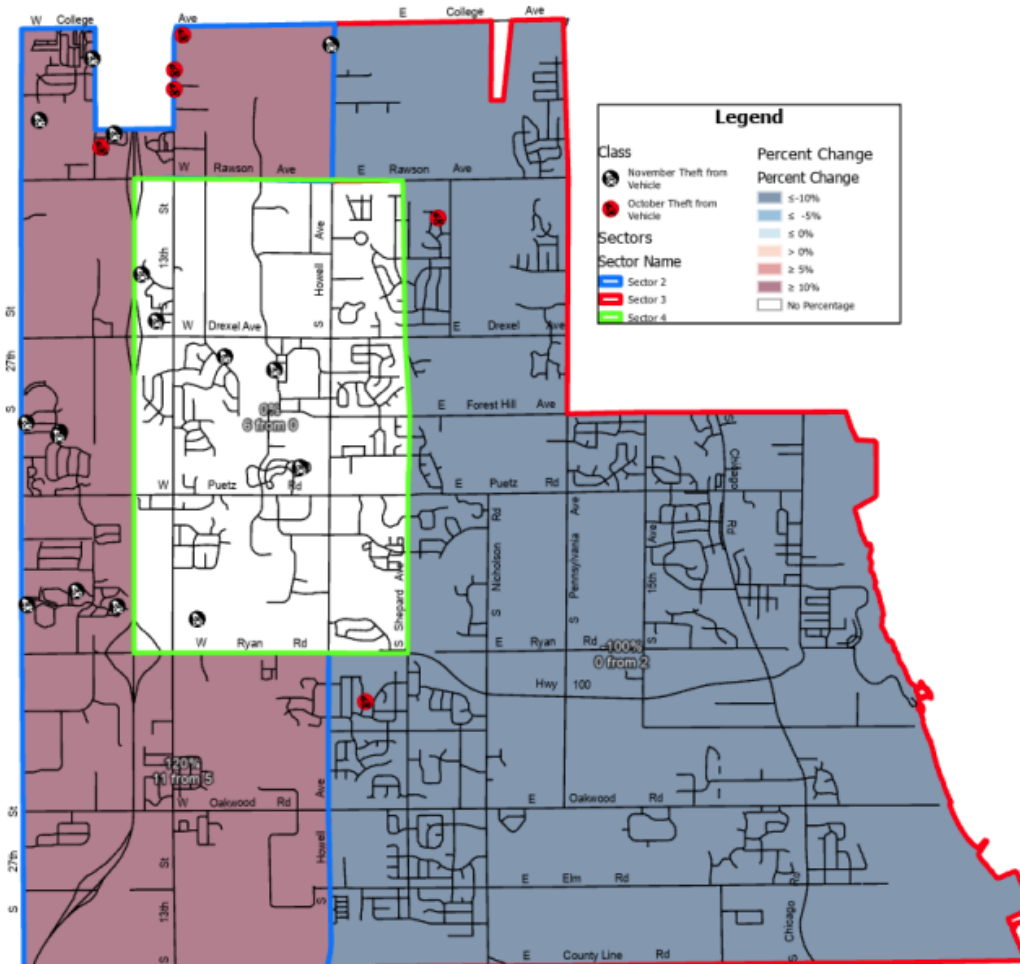 W College Ave
E College Ave
Legend
Class
November Theft from
Vehicle
October Theft from
Vehicle
Sectors
Sector Name
Sector 2
Sector 3
Sector 4
Percent Change
Percent Change
≤-10%
≤ -5%
≤ 0%
> 0%
≥ 5%
≥ 10%
No Percentage
W Rawson Ave
E Rawson Ave
13th St
S Howell Ave
S 27th St
W Drexel Ave
E Drexel Ave
0%
6 from 0
E Forest Hill Ave
W Puetz Rd
E Puetz Rd
S Chicago Rd
S Nicholson Rd
S Pennsylvania Ave
S 15th Ave
S Shepard Ave
W Ryan Rd
E Ryan Rd
-100%
0 from 2
Hwy 100
120%
11 from 5
W Oakwood Rd
E Oakwood Rd
S 27th St
S 13th St
S Howell Ave
E Elm Rd
S Chicago Rd
E County Line Rd